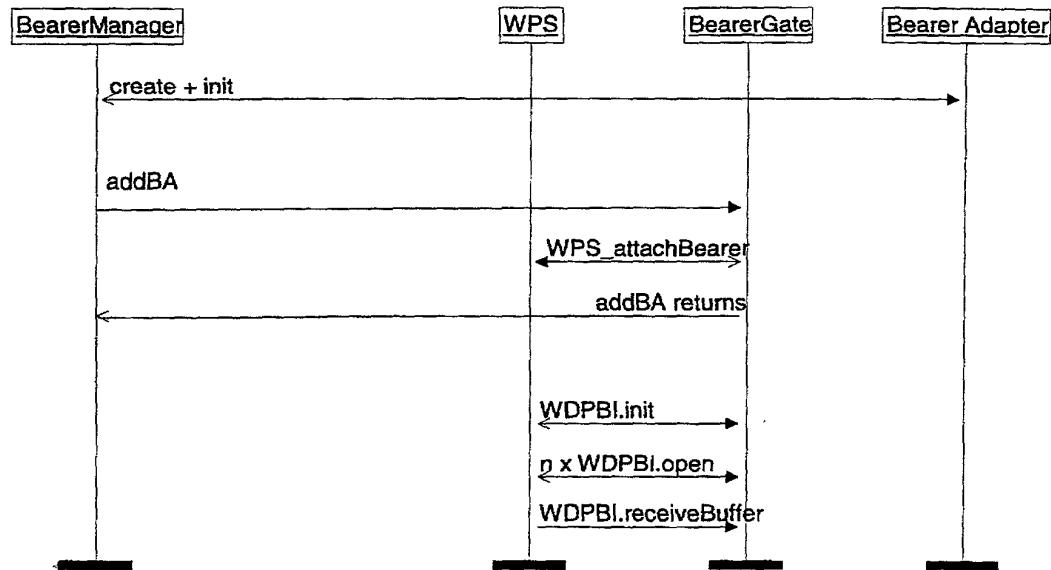 BearerManager
WPS
BearerGate
Bearer Adapter
create + init
addBA
WPS_attachBearer
addBA returns
WDPBI.init
n x WDPBI.open
WDPBI.receiveBuffer